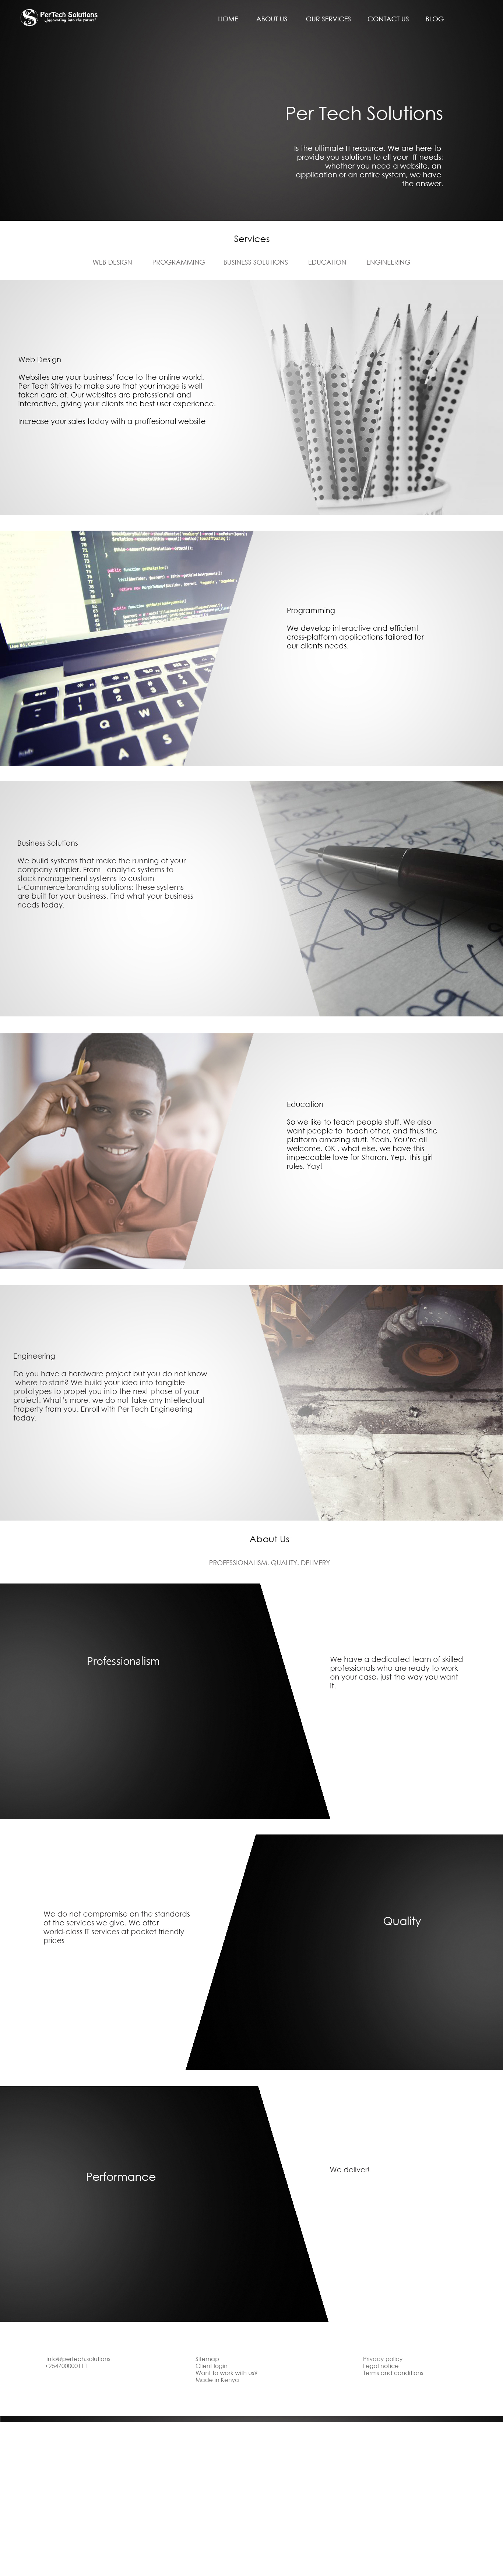 PerTech Solutions
HOME ABOUT US OUR SERVICES CONTACT US BLOG
Per Tech Solutions
Is the ultimate IT resource. We are here to
provide you solutions to all your IT needs:
whether you need a website, an
application or an entire system, we have
the answer.
Services
WEB DESIGN PROGRAMMING BUSINESS SOLUTIONS EDUCATION ENGINEERING
Web Design
Websites are your business' face to the online world.
Per Tech Strives to make sure that your image is well
taken care of. Our websites are professional and
interactive, giving your clients the best user experience.
Increase your sales today with a proffesional website
Programming
We develop interactive and efficient
cross-platform applications tailored for
our clients needs.
Business Solutions
We build systems that make the running of your
company simpler. From analytic systems to
stock management systems to custom
E-Commerce branding solutions; these systems
are built for your business. Find what your business
needs today.
Education
So we like to teach people stuff. We also
want people to teach other, and thus the
platform amazing stuff. Yeah. You're all
welcome. OK , what else, we have this
impeccable love for Sharon. Yep. This girl
rules. Yay!
Engineering
Do you have a hardware project but you do not know
where to start? We build your idea into tangible
prototypes to propel you into the next phase of your
project. What's more, we do not take any Intellectual
Property from you. Enroll with Per Tech Engineering
today.
About Us
PROFESSIONALISM. QUALITY. DELIVERY
Professionalism
We have a dedicated team of skilled
professionals who are ready to work
on your case, just the way you want
it.
We do not compromise on the standards
of the services we give. We offer
world-class IT services at pocket friendly
prices
Quality
Performance
We deliver!
info@pertech.solutions
+254700000111
Sitemap
Client login
Want to work with us?
Made in Kenya
Privacy policy
Legal notice
Terms and conditions